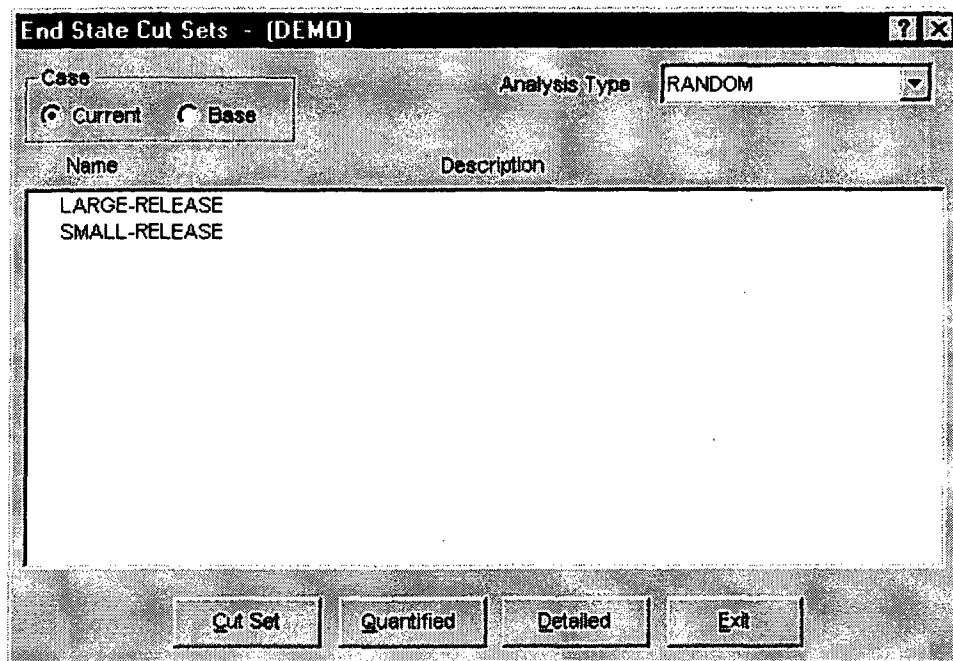 End State Cut Sets - (DEMO)
Case
Current Base
Analysis Type RANDOM
Name Description
LARGE-RELEASE
SMALL-RELEASE
Cut Set Quantified Detailed Exit